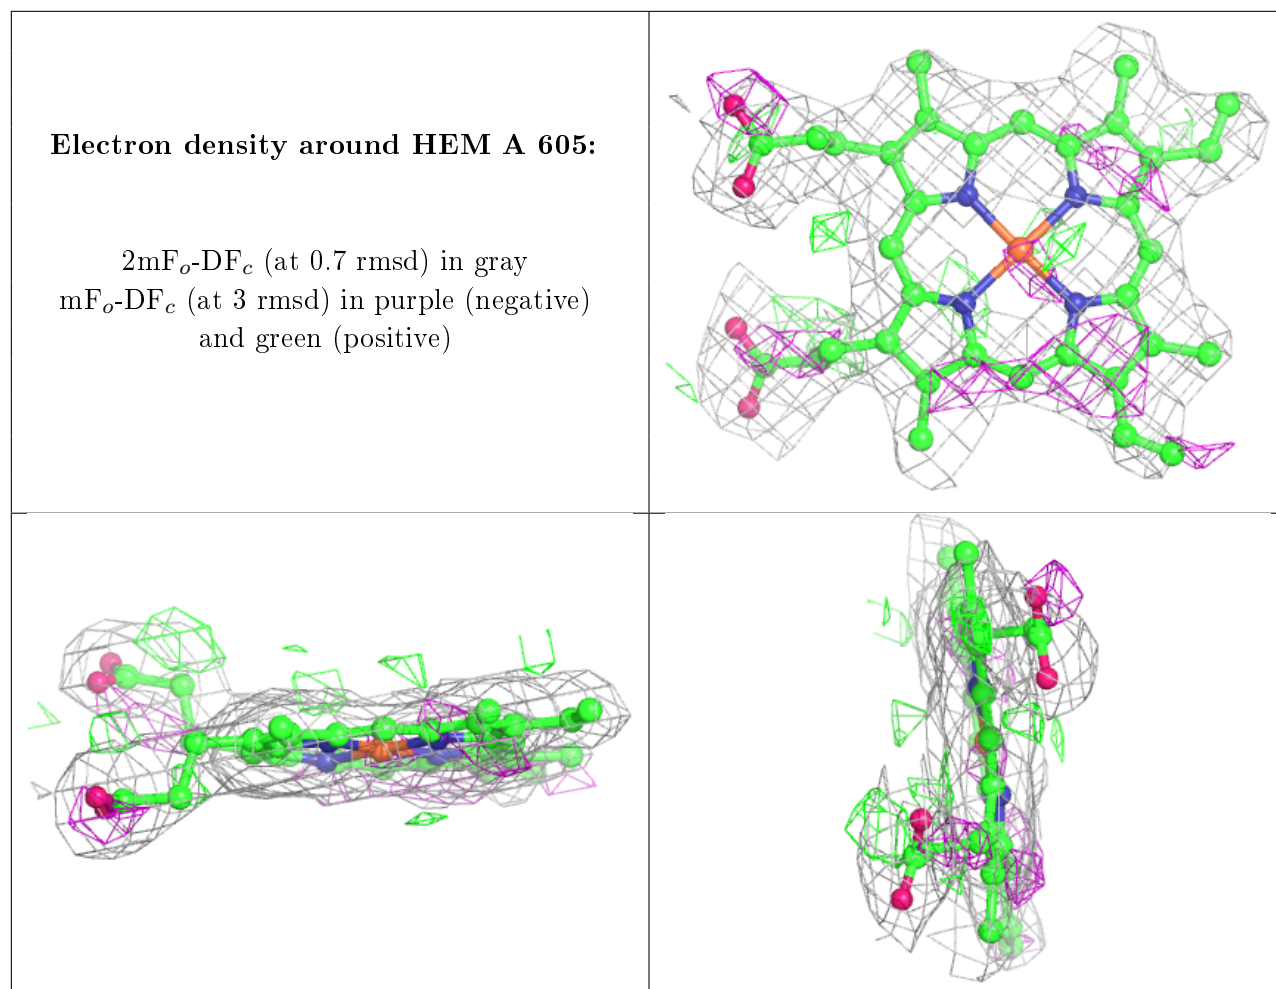 Electron density around HEM A 605:
2mFo-DFc (at 0.7 rmsd) in gray
mFo-DFc (at 3 rmsd) in purple (negative)
and green (positive)